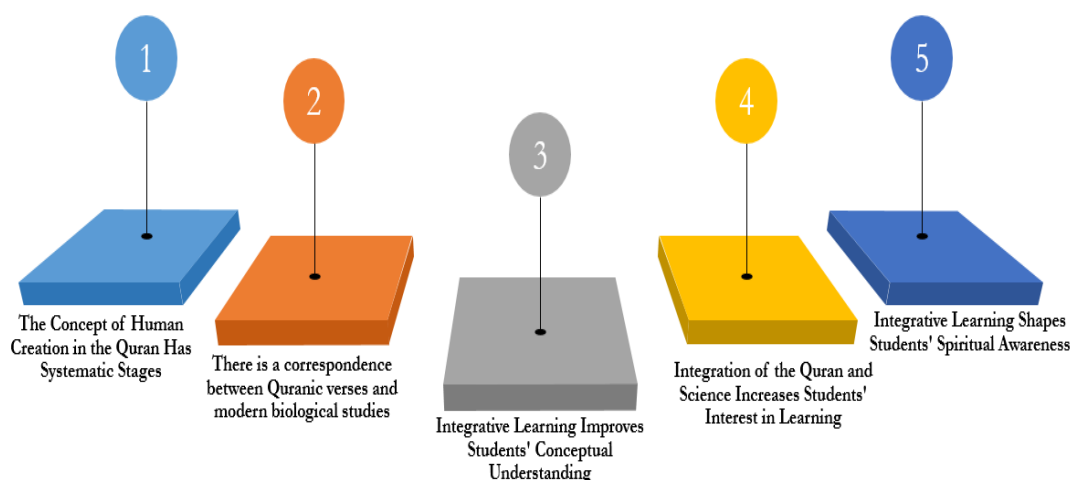 1
The Concept of Human
Creation in the Quran Has
Systematic Stages
2
There is a correspondence
between Quranic verses and
modern biological studies
3
Integrative Learning Improves
Students' Conceptual
Understanding
4
Integration of the Quran and
Science Increases Students'
Interest in Learning
5
Integrative Learning Shapes
Students' Spiritual Awareness